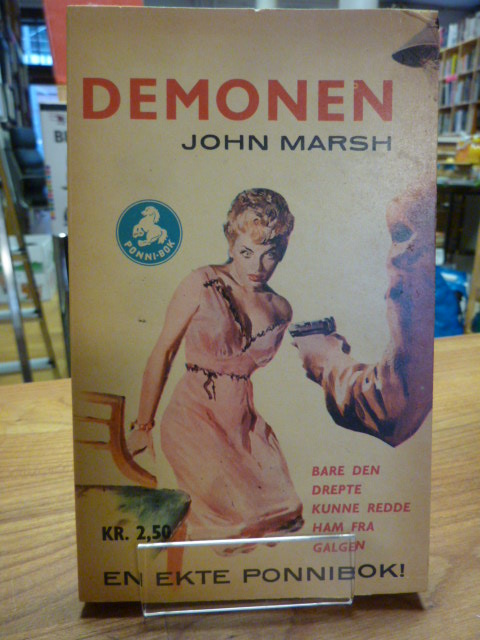 DEMONEN
JOHN MARSH
PONNI-BOK
BARE DEN
DREPTE
KUNNE REDDE
HAM FRA
GALGEN
KR. 2,50
EN EKTE PONNIBOK!